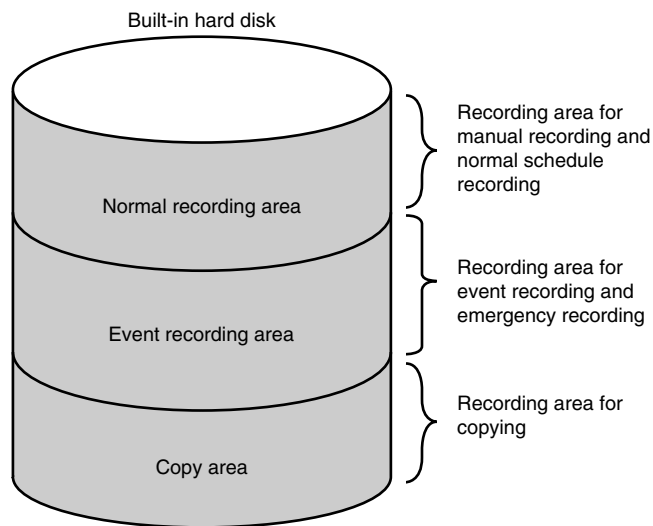 Built-in hard disk
Recording area for
manual recording and
normal schedule
recording
Normal recording area
Recording area for
event recording and
emergency recording
Event recording area
Recording area for
copying
Copy area